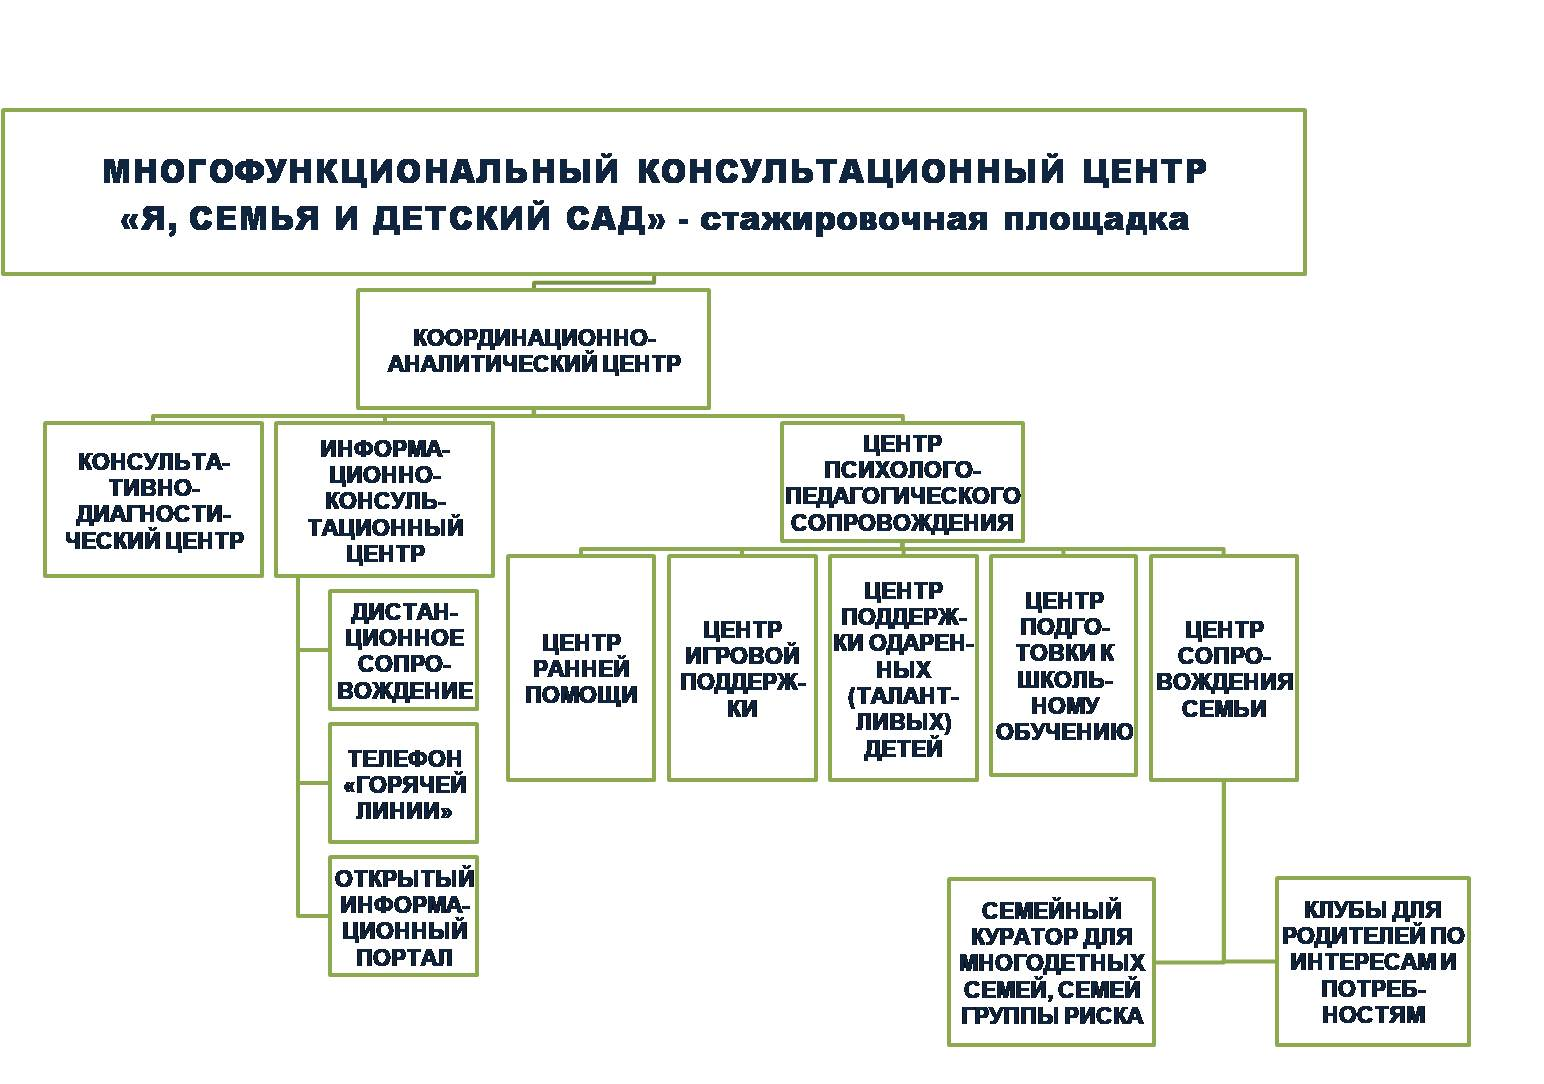 МНОГОФУНКЦИОНАЛЬНЫЙ КОНСУЛЬТАЦИОННЫЙ ЦЕНТР
«Я, СЕМЬЯ И ДЕТСКИЙ САД» - стажировочная площадка
КООРДИНАЦИОННО-
АНАЛИТИЧЕСКИЙ ЦЕНТР
КОНСУЛЬТА-
ТИВНО-
ДИАГНОСТИ-
ЧЕСКИЙ ЦЕНТР
ИНФОРМА-
ЦИОННО-
КОНСУЛЬ-
ТАЦИОННЫЙ
ЦЕНТР
ДИСТАН-
ЦИОННОЕ
СОПРО-
ВОЖДЕНИЕ
ТЕЛЕФОН
«ГОРЯЧЕЙ
ЛИНИИ»
ОТКРЫТЫЙ
ИНФОРМА-
ЦИОННЫЙ
ПОРТАЛ
ЦЕНТР
ПСИХОЛОГО-
ПЕДАГОГИЧЕСКОГО
СОПРОВОЖДЕНИЯ
ЦЕНТР
РАННЕЙ
ПОМОЩИ
ЦЕНТР
ИГРОВОЙ
ПОДДЕРЖ-
КИ
ЦЕНТР
ПОДДЕРЖ-
КИ ОДАРЕН-
НЫХ
(ТАЛАНТ-
ЛИВЫХ)
ДЕТЕЙ
ЦЕНТР
ПОДГО-
ТОВКИ К
ШКОЛЬ-
НОМУ
ОБУЧЕНИЮ
ЦЕНТР
СОПРО-
ВОЖДЕНИЯ
СЕМЬИ
СЕМЕЙНЫЙ
КУРАТОР ДЛЯ
МНОГОДЕТНЫХ
СЕМЕЙ, СЕМЕЙ
ГРУППЫ РИСКА
КЛУБЫ ДЛЯ
РОДИТЕЛЕЙ ПО
ИНТЕРЕСАМ И
ПОТРЕБ-
НОСТЯМ